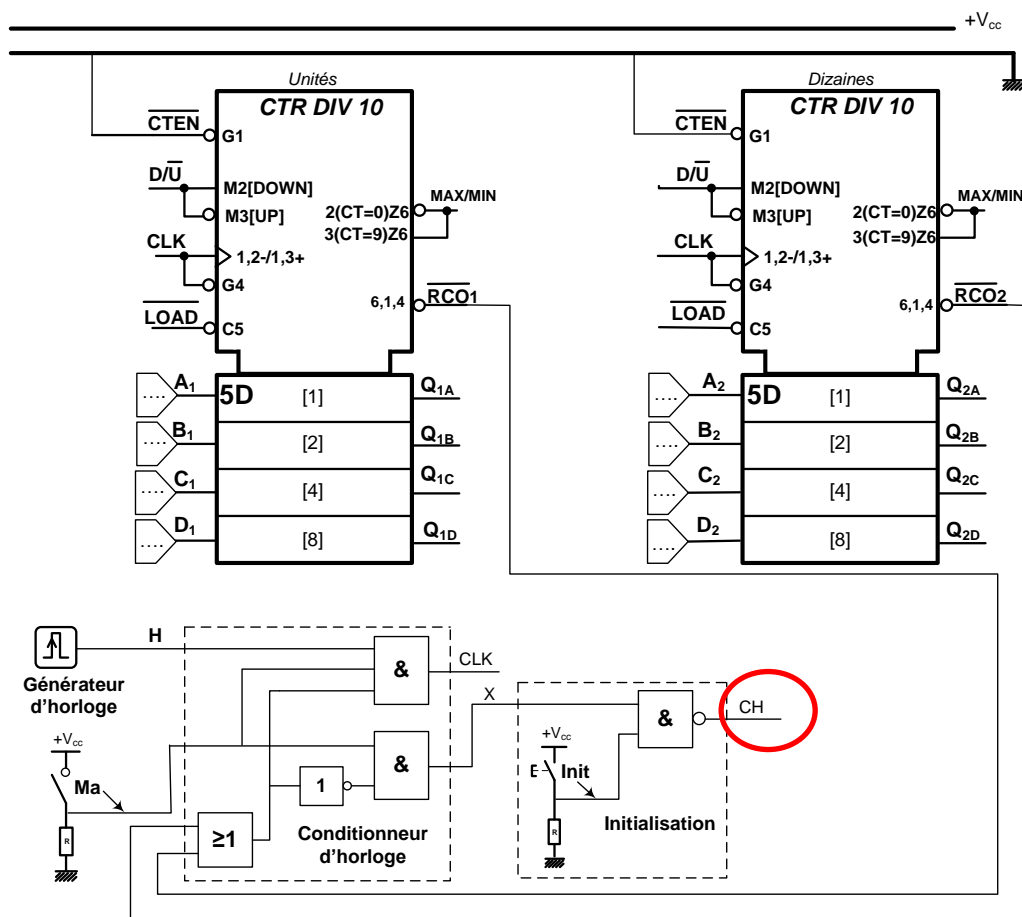 +Vcc
Unités
CTR DIV 10
CTEN
G1
D/U
M2[DOWN]
M3[UP]
CLK
1,2-/1,3+
G4
LOAD
C5
2(CT=0)Z6
3(CT=9)Z6
MAX/MIN
6,1,4
RCO1
A1
5D
[1]
Q1A
B1
[2]
Q1B
C1
[4]
Q1C
D1
[8]
Q1D
....
....
....
....
Dizaines
CTR DIV 10
CTEN
G1
D/U
M2[DOWN]
M3[UP]
CLK
1,2-/1,3+
G4
LOAD
C5
2(CT=0)Z6
3(CT=9)Z6
MAX/MIN
6,1,4
RCO2
A2
5D
[1]
Q2A
B2
[2]
Q2B
C2
[4]
Q2C
D2
[8]
Q2D
....
....
....
....
H
Générateur
d'horloge
&
CLK
X
+Vcc
Ma
R
≥1
1
&
Conditionneur
d'horloge
+Vcc
E
Init
R
&
CH
Initialisation